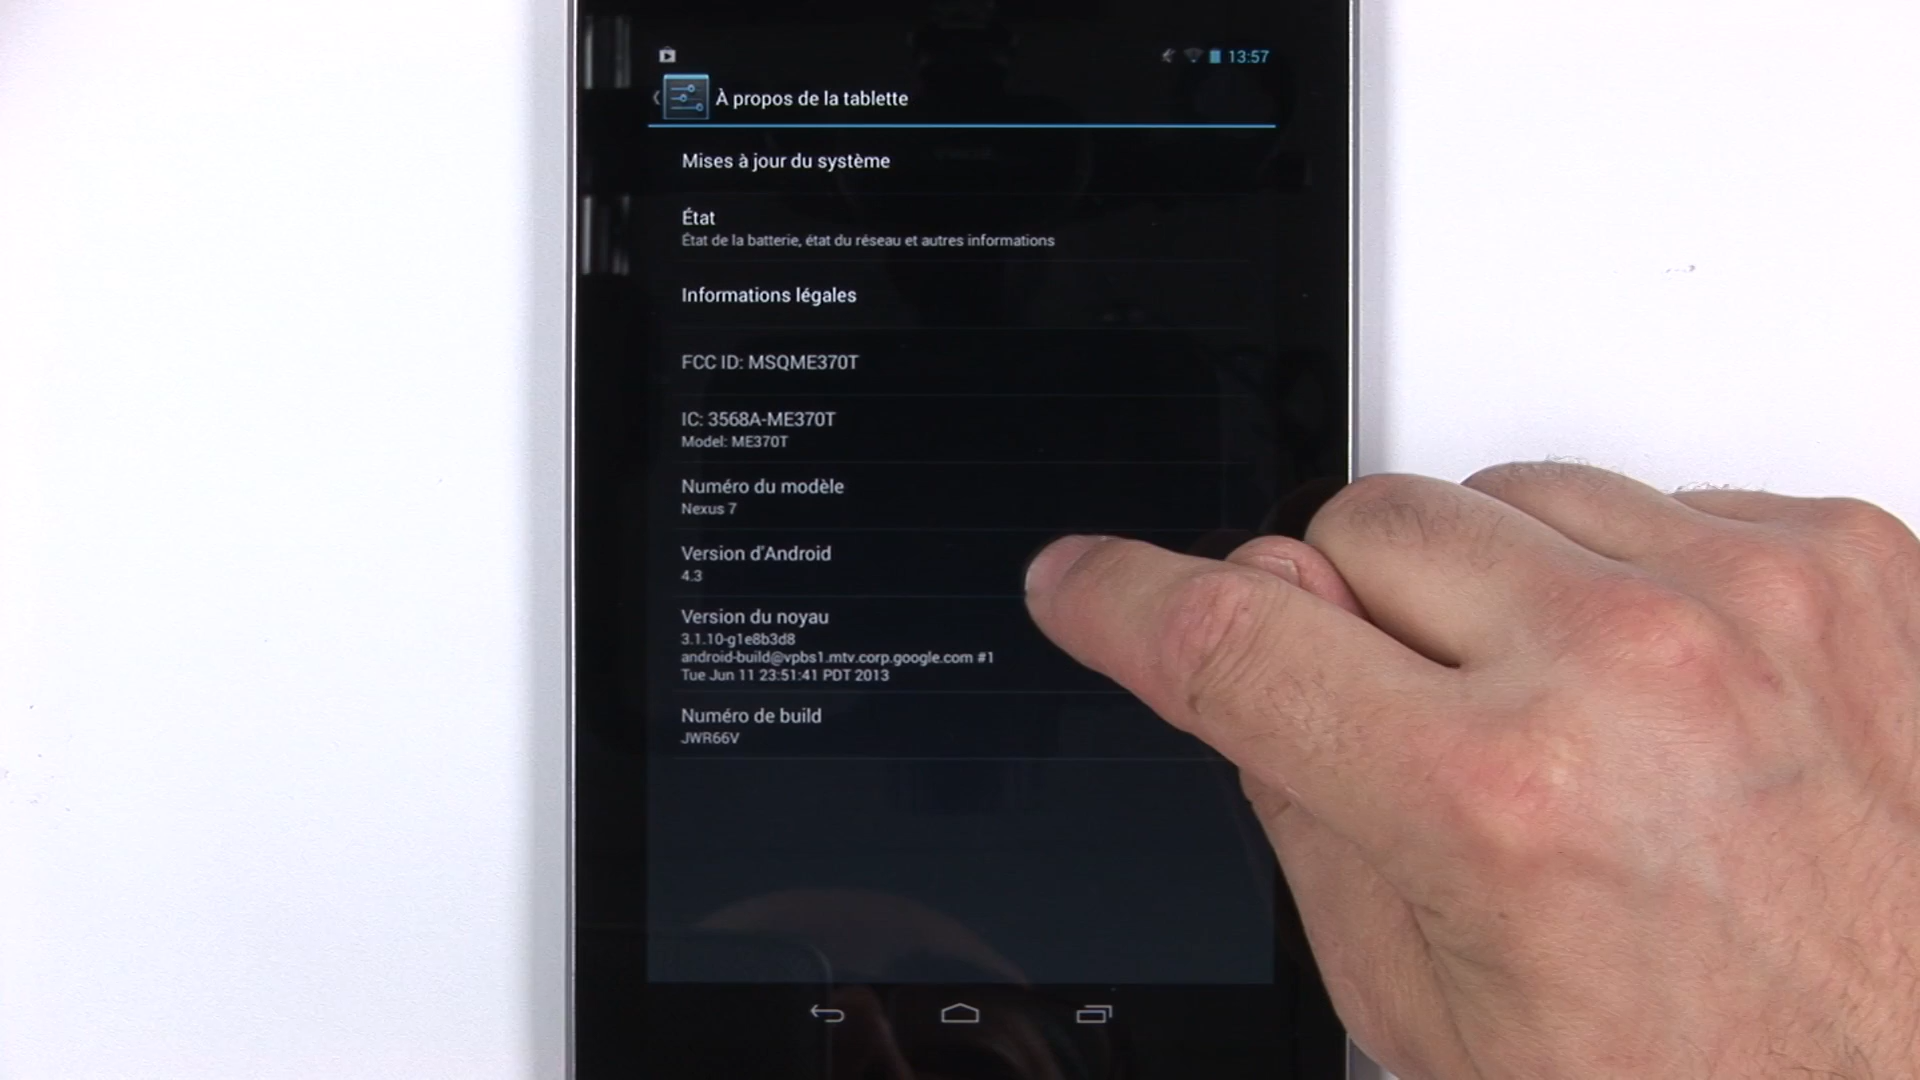 13:57
À propos de la tablette
Mises à jour du système
État
État de la batterie, état du réseau et autres informations
Informations légales
FCC ID: MSQME370T
IC: 3568A-ME370T
Model: ME370T
Numéro du modèle
Nexus 7
Version d'Android
4.3
Version du noyau
3.1.10-g1e8b3d8
android-build@vpbs1.mtv.corp.google.com #1
Tue Jun 11 23:51:41 PDT 2013
Numéro de build
JWR66V